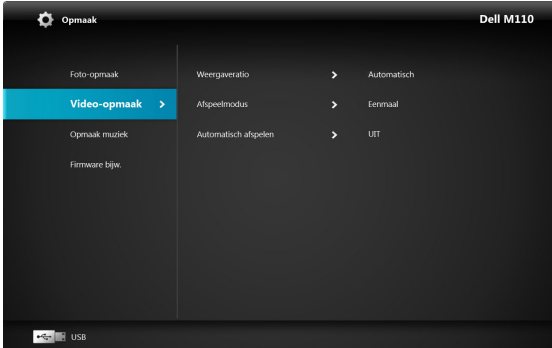 Opmaak
Dell M110
Foto-opmaak
Weergaveratio
Automatisch
Video-opmaak
Afspeelmodus
Eenmaal
Opmaak muziek
Automatisch afspelen
UIT
Firmware bijw.
USB